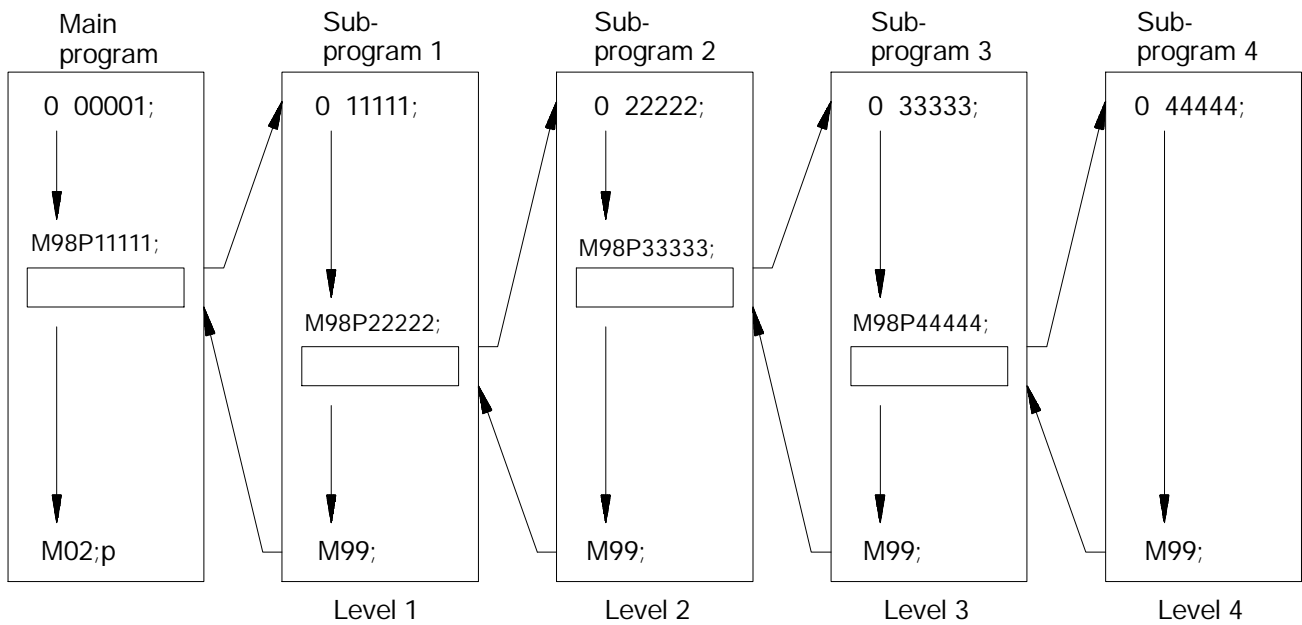 Main
program
Sub-
program 1
Sub-
program 2
Sub-
program 3
Sub-
program 4
0 00001;
0 11111;
0 22222;
0 33333;
0 44444;
M98P11111;
M98P33333;
M98P22222;
M98P44444;
M02;p
M99;
M99;
M99;
M99;
Level 1
Level 2
Level 3
Level 4